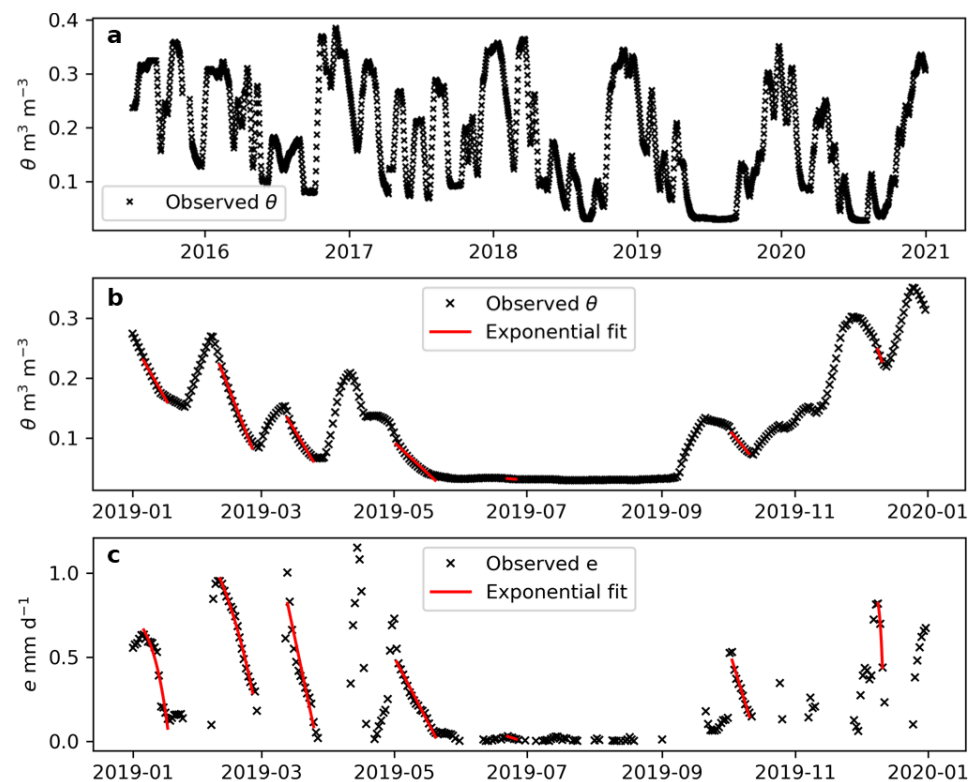 a
0.4
0.3
0.2
0.1
θ m³ m⁻³
Observed θ
2016 2017 2018 2019 2020 2021
b
0.3
0.2
0.1
θ m³ m⁻³
Observed θ
Exponential fit
2019-01 2019-03 2019-05 2019-07 2019-09 2019-11 2020-01
c
1.0
0.5
0.0
e mm d⁻¹
Observed e
Exponential fit
2019-01 2019-03 2019-05 2019-07 2019-09 2019-11 2020-01